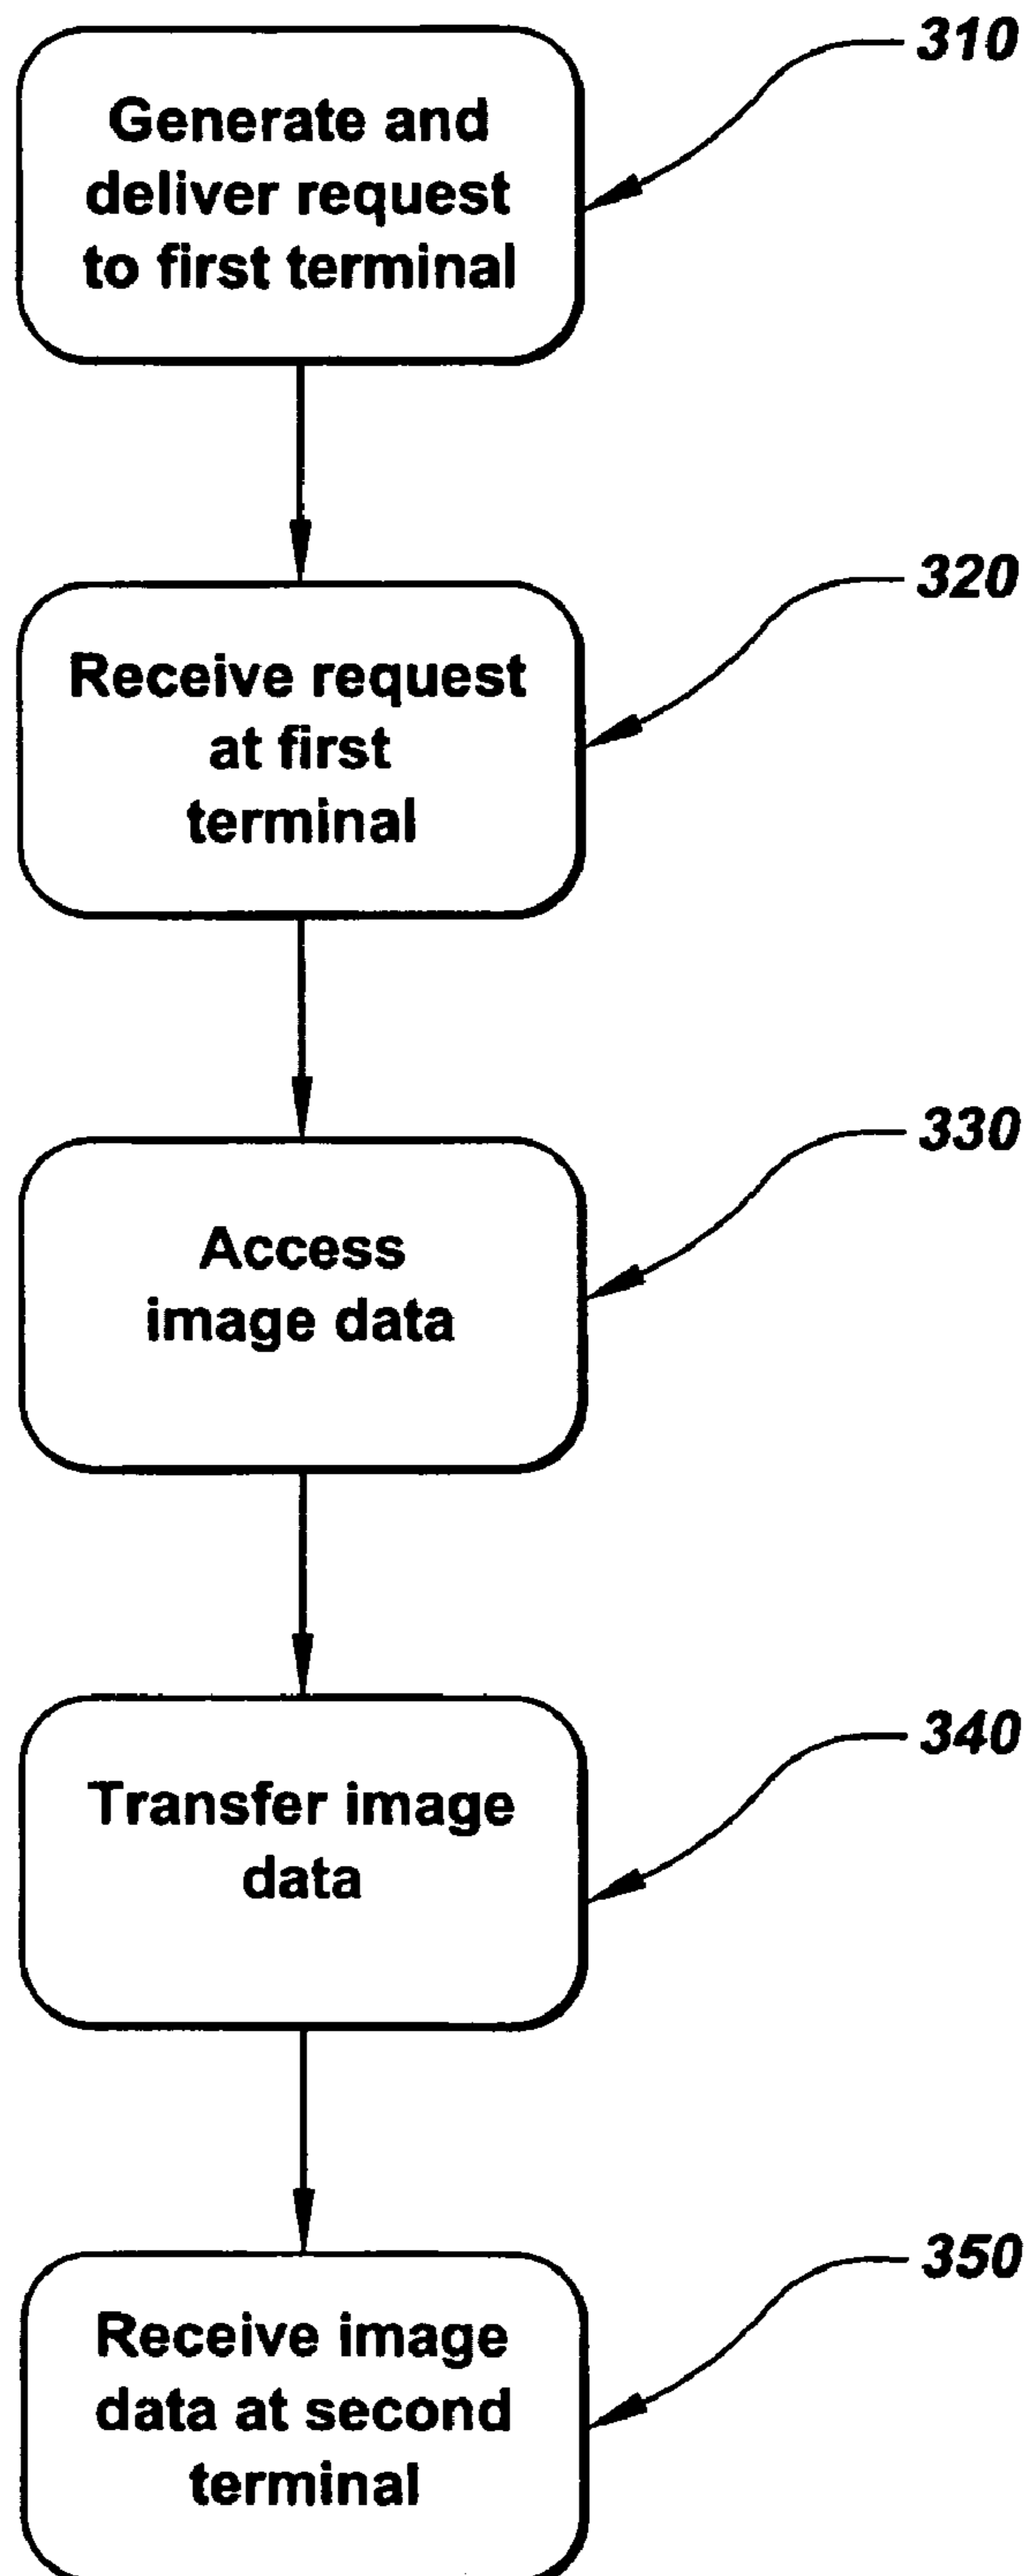 310
Generate and
deliver request
to first terminal
320
Receive request
at first
terminal
330
Access
image data
340
Transfer image
data
350
Receive image
data at second
terminal